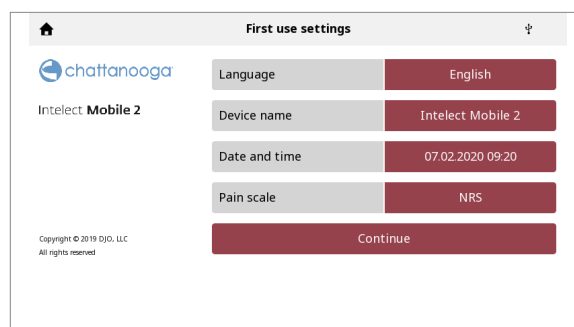 First use settings
chattanooga
Intelect Mobile 2
Language English
Device name Intelect Mobile 2
Date and time 07.02.2020 09:20
Pain scale NRS
Continue
Copyright © 2019 DJO, LLC
All rights reserved